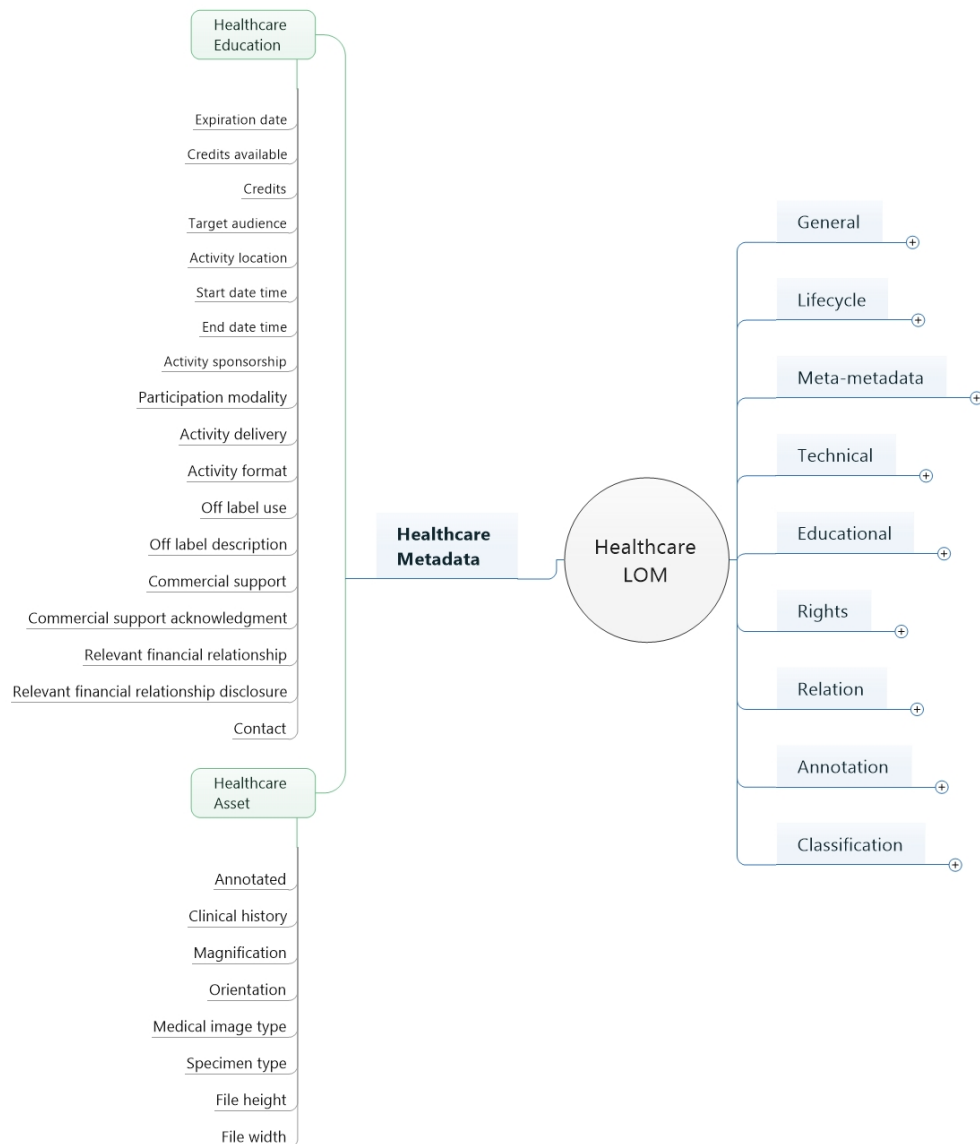 Healthcare
Education
Expiration date
Credits available
Credits
Target audience
Activity location
Start date time
End date time
Activity sponsorship
Participation modality
Activity delivery
Activity format
Off label use
Off label description
Commercial support
Commercial support acknowledgment
Relevant financial relationship
Relevant financial relationship disclosure
Contact
Healthcare
Asset
Annotated
Clinical history
Magnification
Orientation
Medical image type
Specimen type
File height
File width
Healthcare
Metadata
Healthcare
LOM
General
Lifecycle
Meta-metadata
Technical
Educational
Rights
Relation
Annotation
Classification